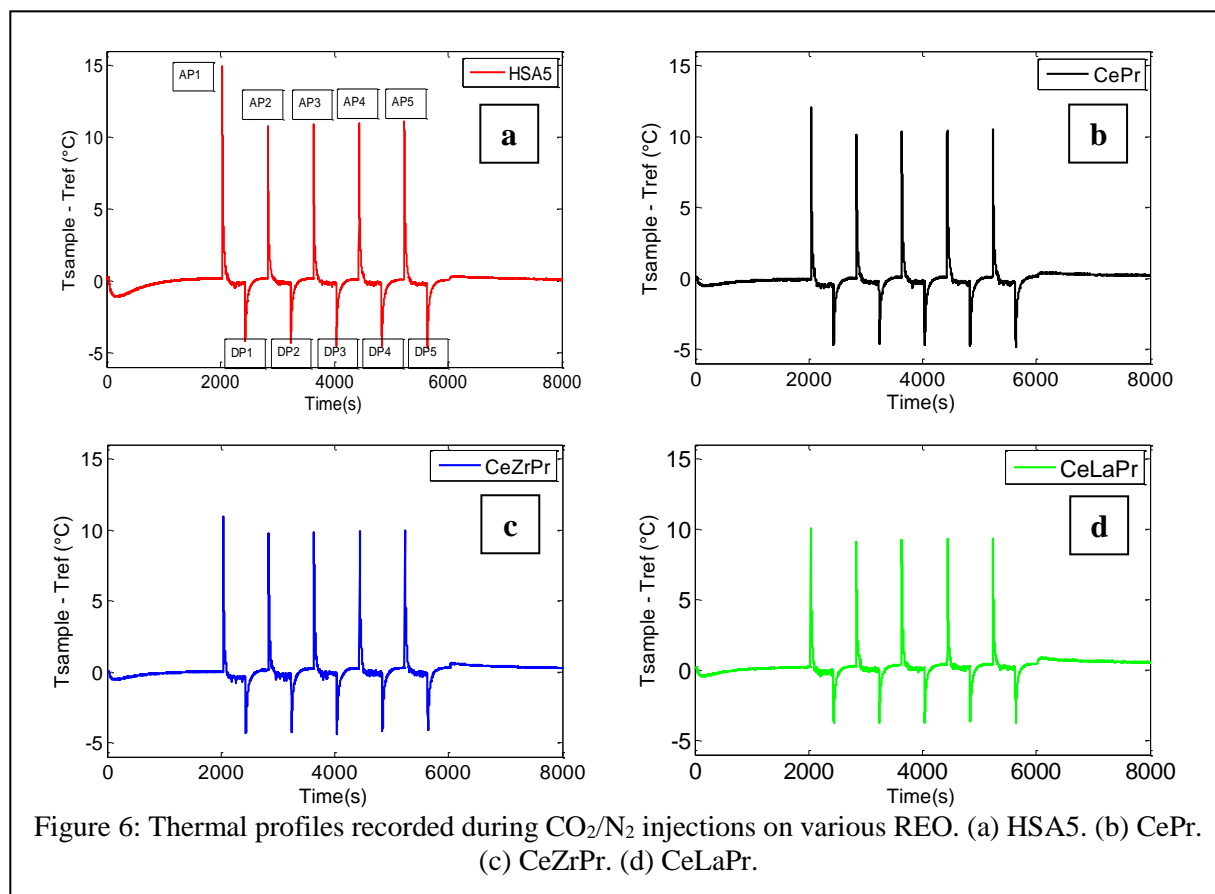 15
10
5
0
-5
Tsample - Tref (°C)
AP1
AP2
AP3
AP4
AP5
HSA5
a
DP1
DP2
DP3
DP4
DP5
0
2000
4000
6000
8000
Time(s)
15
10
5
0
-5
Tsample - Tref (°C)
CePr
b
0
2000
4000
6000
8000
Time(s)
15
10
5
0
-5
Tsample - Tref (°C)
CeZrPr
c
0
2000
4000
6000
8000
Time(s)
15
10
5
0
-5
Tsample - Tref (°C)
CeLaPr
d
0
2000
4000
6000
8000
Time(s)
Figure 6: Thermal profiles recorded during CO₂/N₂ injections on various REO. (a) HSA5. (b) CePr.
(c) CeZrPr. (d) CeLaPr.